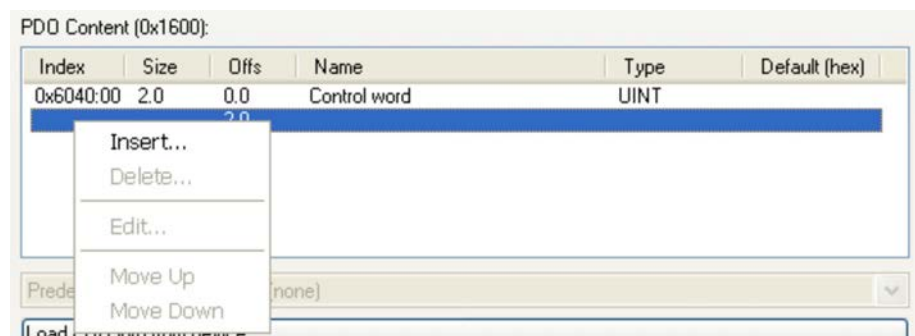 PDO Content (0x1600):
Index Size Offs Name Type Default (hex)
0x6040:00 2.0 0.0 Control word UINT
2.0
Insert...
Delete...
Edit...
Move Up
Prede (none)
Move Down
Load